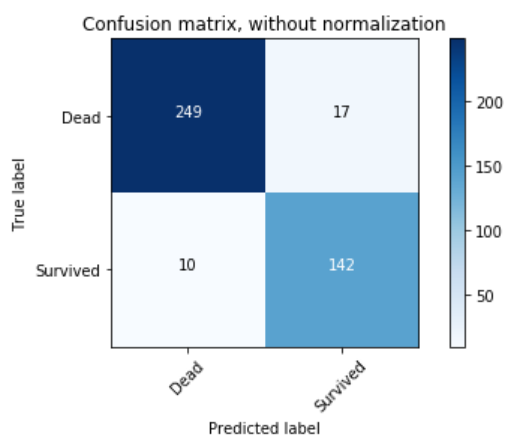 Confusion matrix, without normalization
Dead
249
17
200
150
True label
100
Survived
10
142
50
Dead
Survived
Predicted label